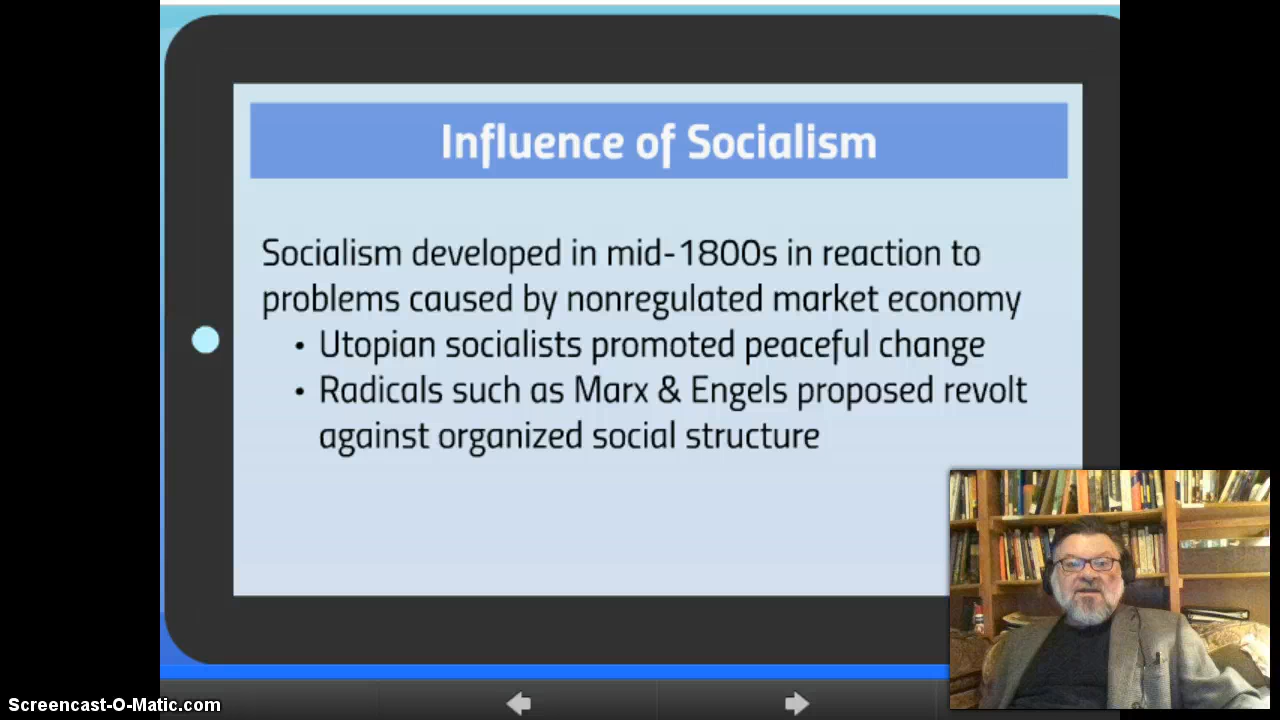 Influence of Socialism
Socialism developed in mid-1800s in reaction to
problems caused by nonregulated market economy
• Utopian socialists promoted peaceful change
• Radicals such as Marx & Engels proposed revolt
against organized social structure
Screencast-O-Matic.com